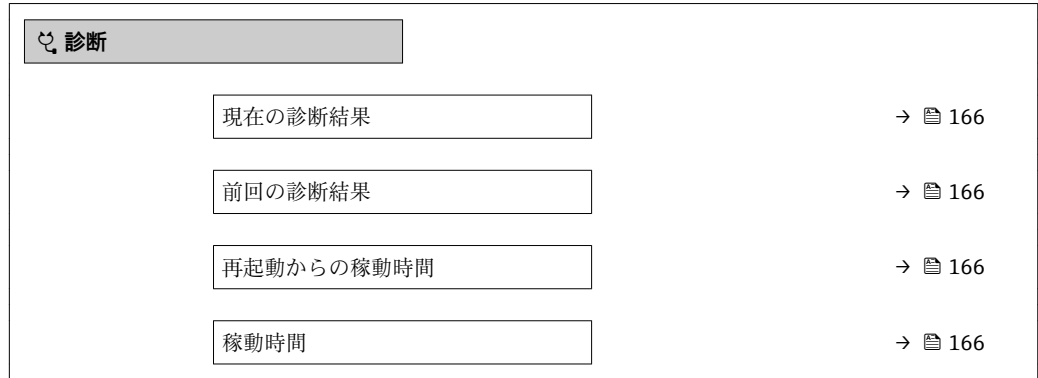 診断
現在の診断結果 → 166
前回の診断結果 → 166
再起動からの稼動時間 → 166
稼動時間 → 166